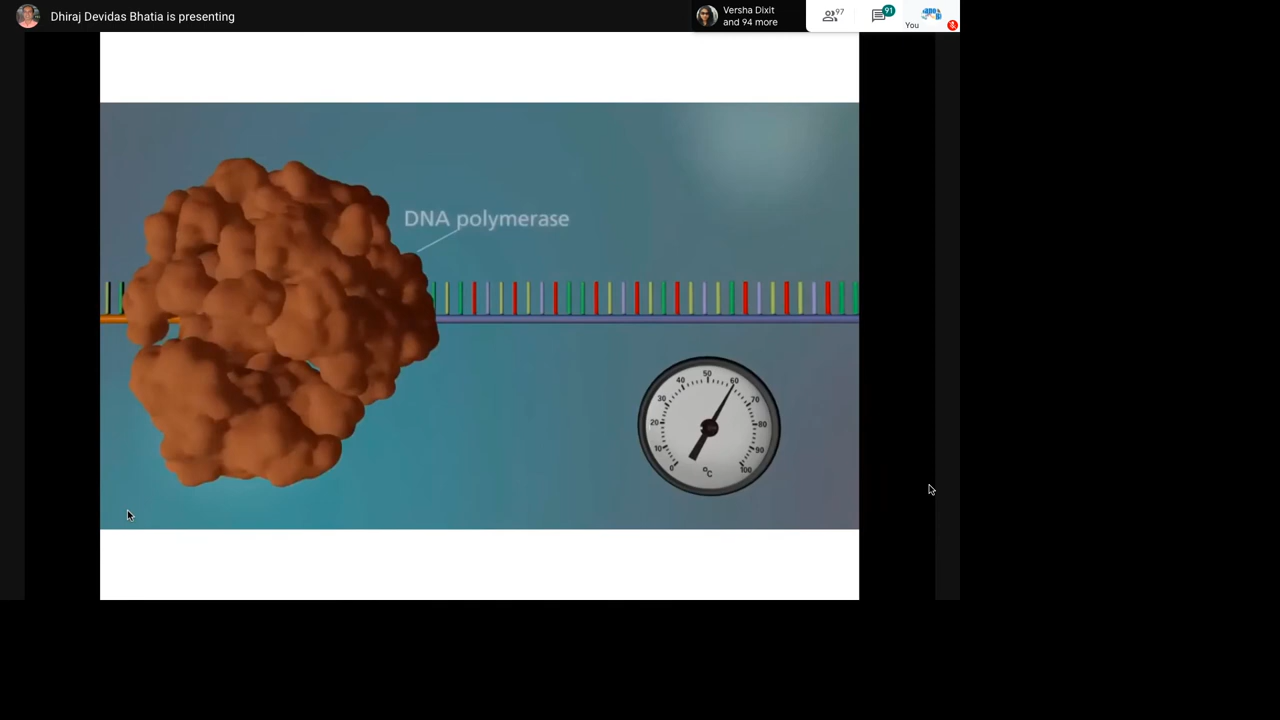 Dhiraj Devidas Bhatia is presenting
Versha Dixit
and 94 more
97
91
You
DNA polymerase
0
10
20
30
40
50
60
70
80
90
100
°C